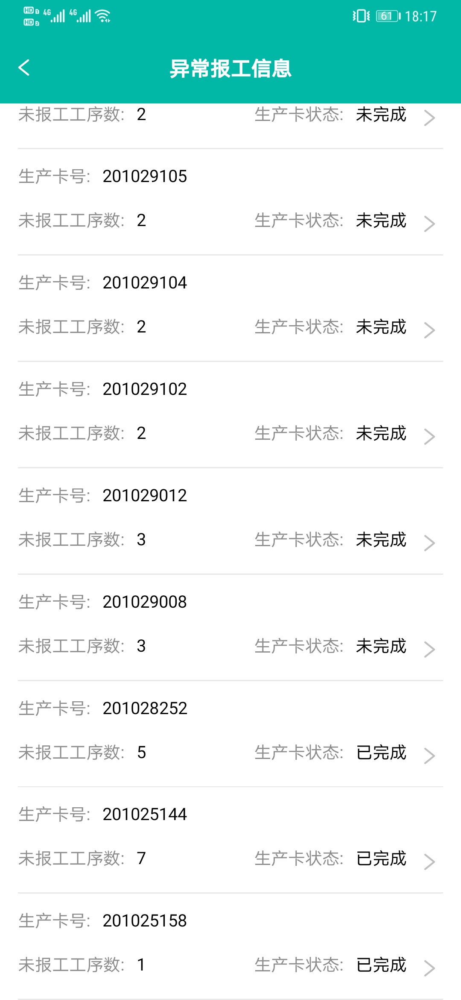 HD 1 4G 4G 61 18:17
HD 2
异常报工信息
未报工工序数: 2 生产卡状态: 未完成
生产卡号: 201029105
未报工工序数: 2 生产卡状态: 未完成
生产卡号: 201029104
未报工工序数: 2 生产卡状态: 未完成
生产卡号: 201029102
未报工工序数: 2 生产卡状态: 未完成
生产卡号: 201029012
未报工工序数: 3 生产卡状态: 未完成
生产卡号: 201029008
未报工工序数: 3 生产卡状态: 未完成
生产卡号: 201028252
未报工工序数: 5 生产卡状态: 已完成
生产卡号: 201025144
未报工工序数: 7 生产卡状态: 已完成
生产卡号: 201025158
未报工工序数: 1 生产卡状态: 已完成